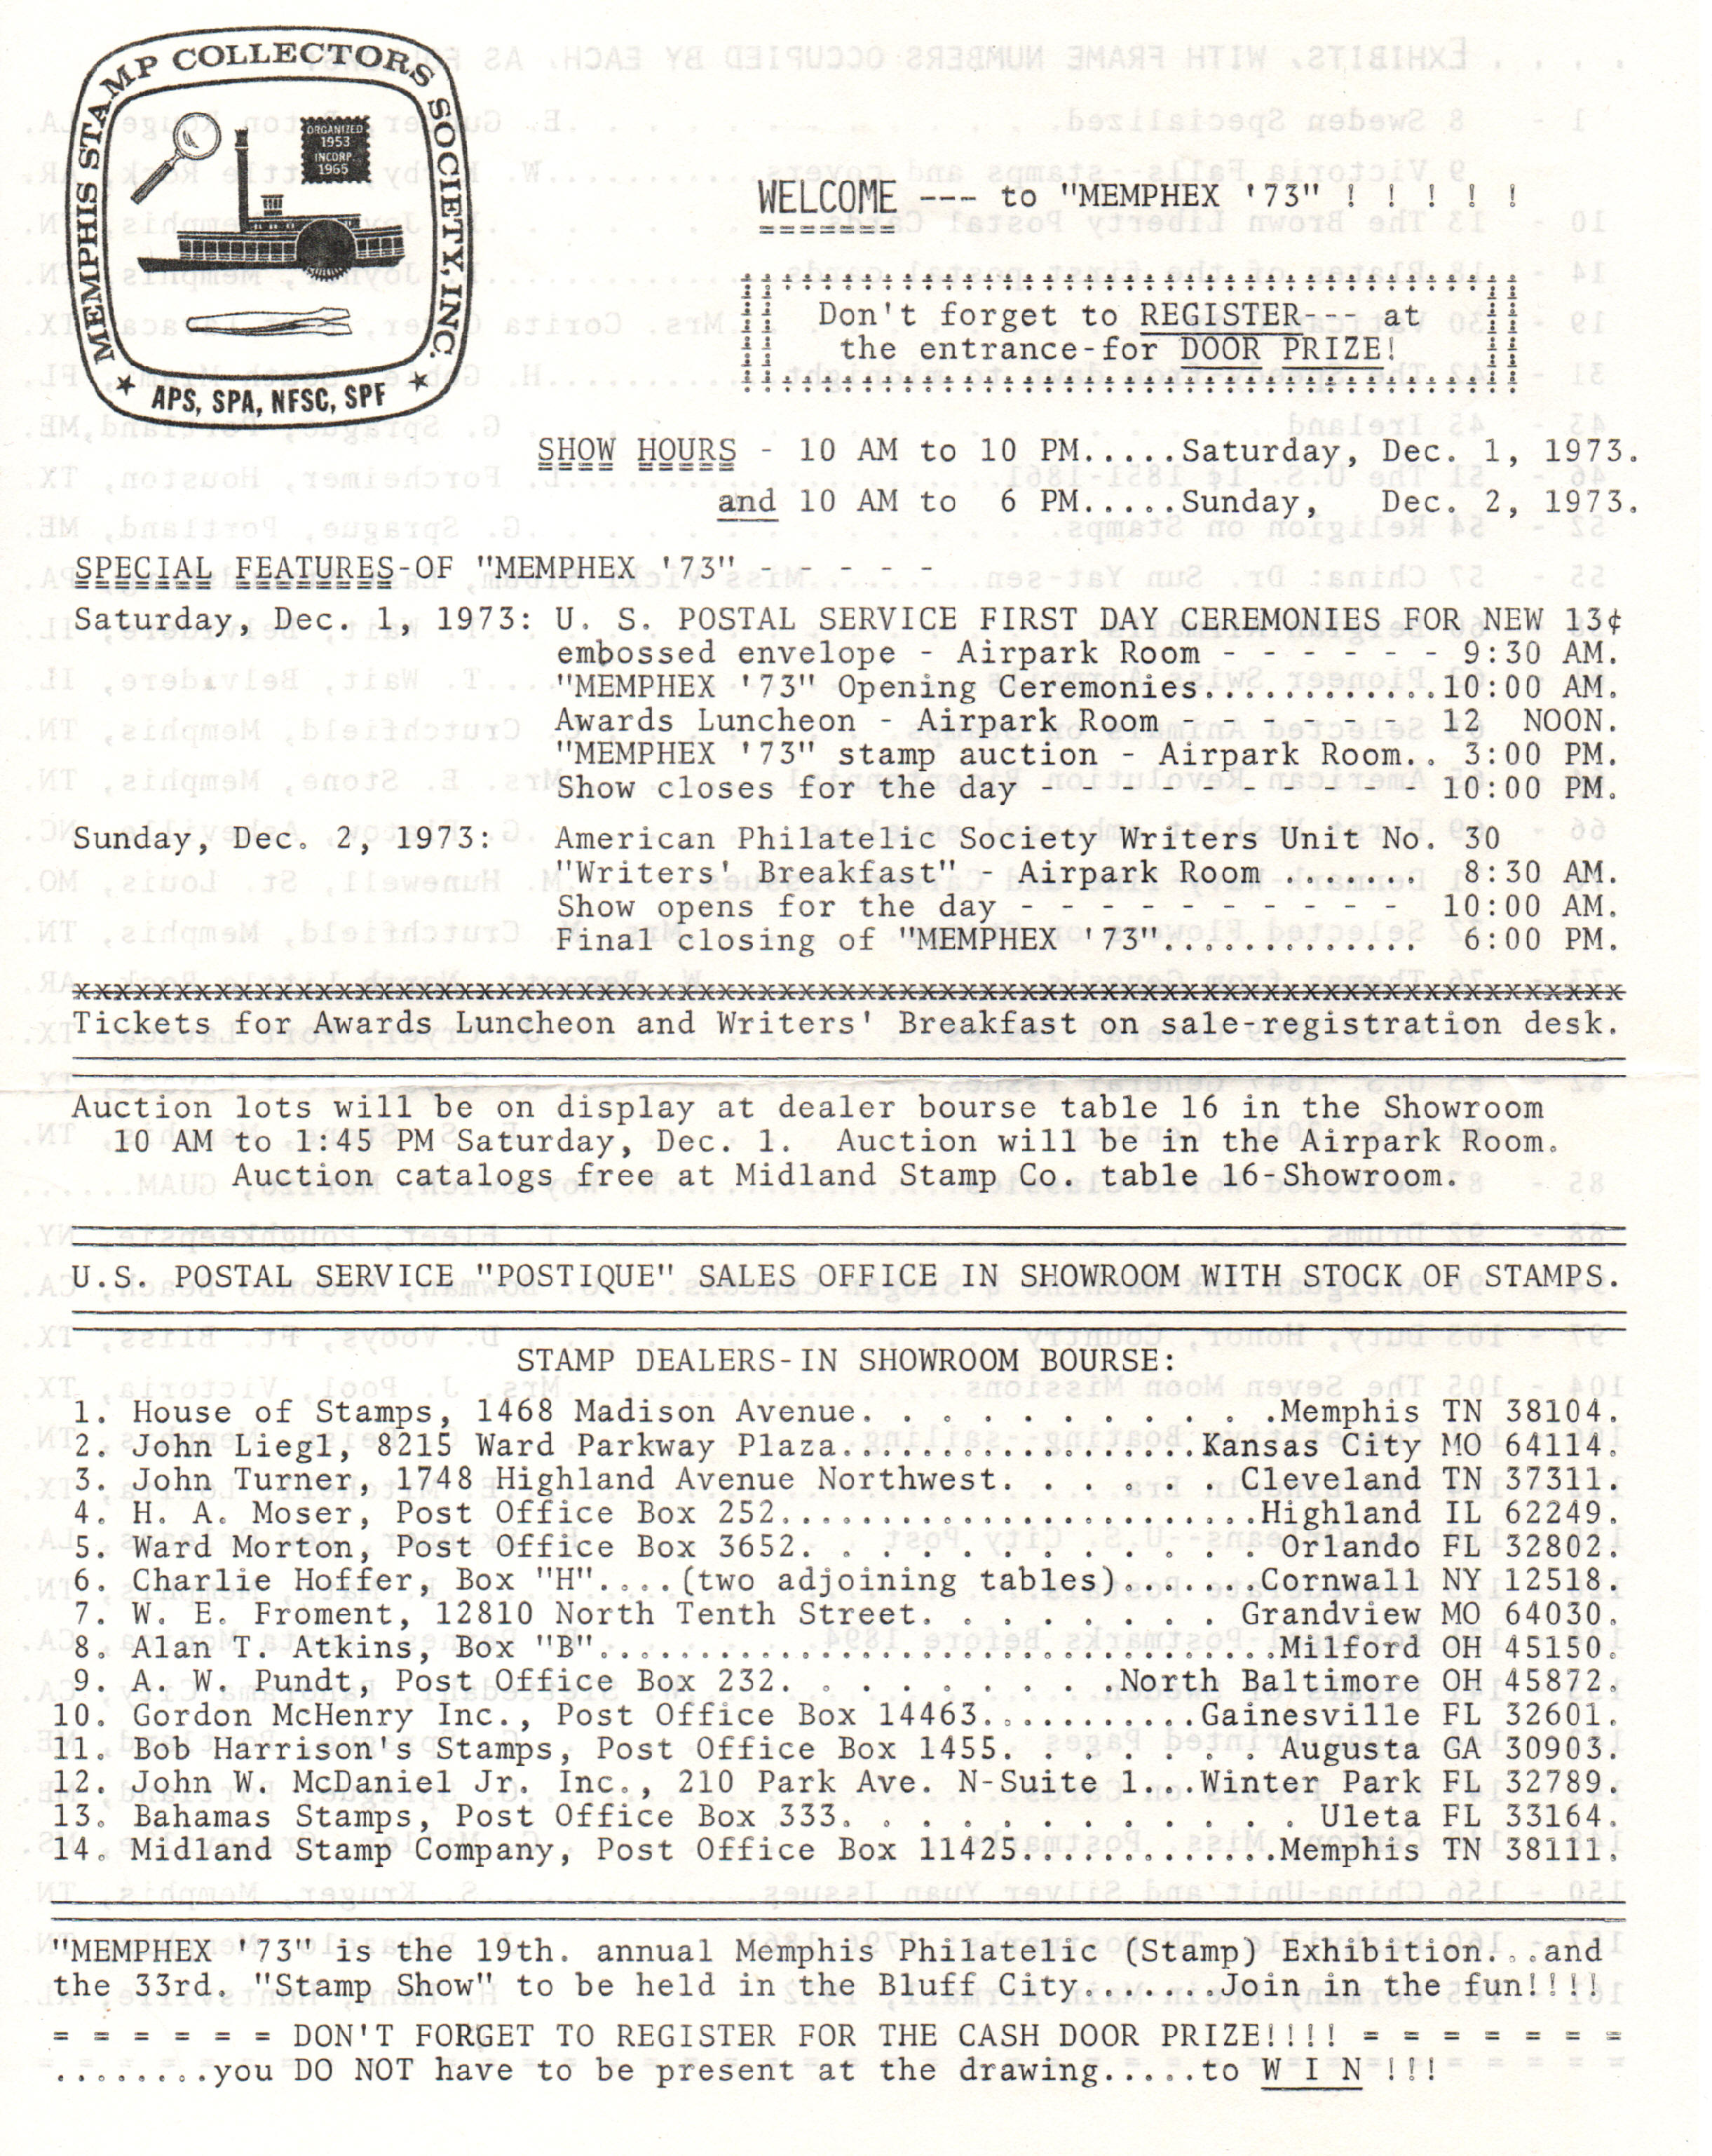 MEMPHIS STAMP COLLECTORS SOCIETY, INC.
ORGANIZED
1953
INCORP.
1965
★ APS, SPA, NFSC, SPF ★
WELCOME --- to "MEMPHEX '73" ! ! ! ! !
Don't forget to REGISTER--- at
the entrance-for DOOR PRIZE!
SHOW HOURS - 10 AM to 10 PM.....Saturday, Dec. 1, 1973.
and 10 AM to 6 PM.....Sunday, Dec. 2, 1973.
SPECIAL FEATURES-OF "MEMPHEX '73" - - - - -
Saturday, Dec. 1, 1973: U. S. POSTAL SERVICE FIRST DAY CEREMONIES FOR NEW 13¢
embossed envelope - Airpark Room - - - - - - 9:30 AM.
"MEMPHEX '73" Opening Ceremonies............10:00 AM.
Awards Luncheon - Airpark Room - - - - - - 12 NOON.
"MEMPHEX '73" stamp auction - Airpark Room.. 3:00 PM.
Show closes for the day - - - - - - - - - - 10:00 PM.
Sunday, Dec. 2, 1973: American Philatelic Society Writers Unit No. 30
"Writers' Breakfast" - Airpark Room ....... 8:30 AM.
Show opens for the day - - - - - - - - - - 10:00 AM.
Final closing of "MEMPHEX '73"............. 6:00 PM.
xxxxxxxxxxxxxxxxxxxxxxxxxxxxxxxxxxxxxxxxxxxxxxxxxxxxxxxxxxxxxxxxxxxxxxxxxxxxx
Tickets for Awards Luncheon and Writers' Breakfast on sale-registration desk.
Auction lots will be on display at dealer bourse table 16 in the Showroom
10 AM to 1:45 PM Saturday, Dec. 1. Auction will be in the Airpark Room.
Auction catalogs free at Midland Stamp Co. table 16-Showroom.
U.S. POSTAL SERVICE "POSTIQUE" SALES OFFICE IN SHOWROOM WITH STOCK OF STAMPS.
STAMP DEALERS-IN SHOWROOM BOURSE:
1. House of Stamps, 1468 Madison Avenue. . . . . . . . . . .Memphis TN 38104.
2. John Liegl, 8215 Ward Parkway Plaza..................Kansas City MO 64114.
3. John Turner, 1748 Highland Avenue Northwest. . . . . . Cleveland TN 37311.
4. H. A. Moser, Post Office Box 252........................Highland IL 62249.
5. Ward Morton, Post Office Box 3652. . . . . . . . . . . . Orlando FL 32802.
6. Charlie Hoffer, Box "H"....(two adjoining tables).......Cornwall NY 12518.
7. W. E. Froment, 12810 North Tenth Street. . . . . . . . Grandview MO 64030.
8. Alan T. Atkins, Box "B"..................................Milford OH 45150.
9. A. W. Pundt, Post Office Box 232. . . . . . . . .North Baltimore OH 45872.
10. Gordon McHenry Inc., Post Office Box 14463...........Gainesville FL 32601.
11. Bob Harrison's Stamps, Post Office Box 1455. . . . . . . Augusta GA 30903.
12. John W. McDaniel Jr. Inc., 210 Park Ave. N-Suite 1...Winter Park FL 32789.
13. Bahamas Stamps, Post Office Box 333. . . . . . . . . . . . Uleta FL 33164.
14. Midland Stamp Company, Post Office Box 11425.............Memphis TN 38111.
"MEMPHEX '73" is the 19th. annual Memphis Philatelic (Stamp) Exhibition...and
the 33rd. "Stamp Show" to be held in the Bluff City.......Join in the fun!!!!
= = = = = = DON'T FORGET TO REGISTER FOR THE CASH DOOR PRIZE!!!! = = = = = = =
........you DO NOT have to be present at the drawing.....to W I N !!!